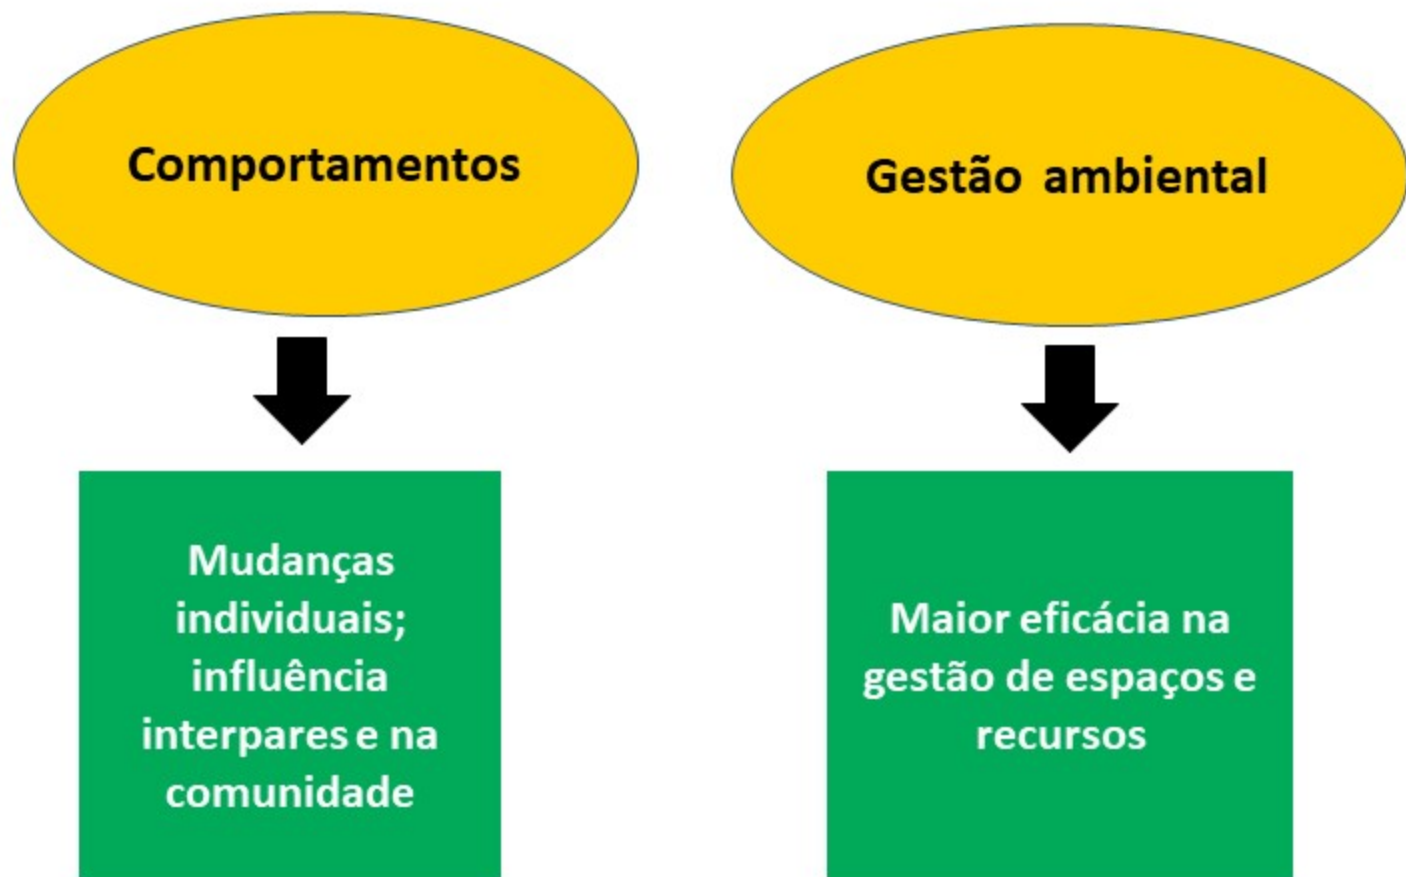 Comportamentos
Mudanças
individuais;
influência
interpares e na
comunidade
Gestão ambiental
Maior eficácia na
gestão de espaços e
recursos